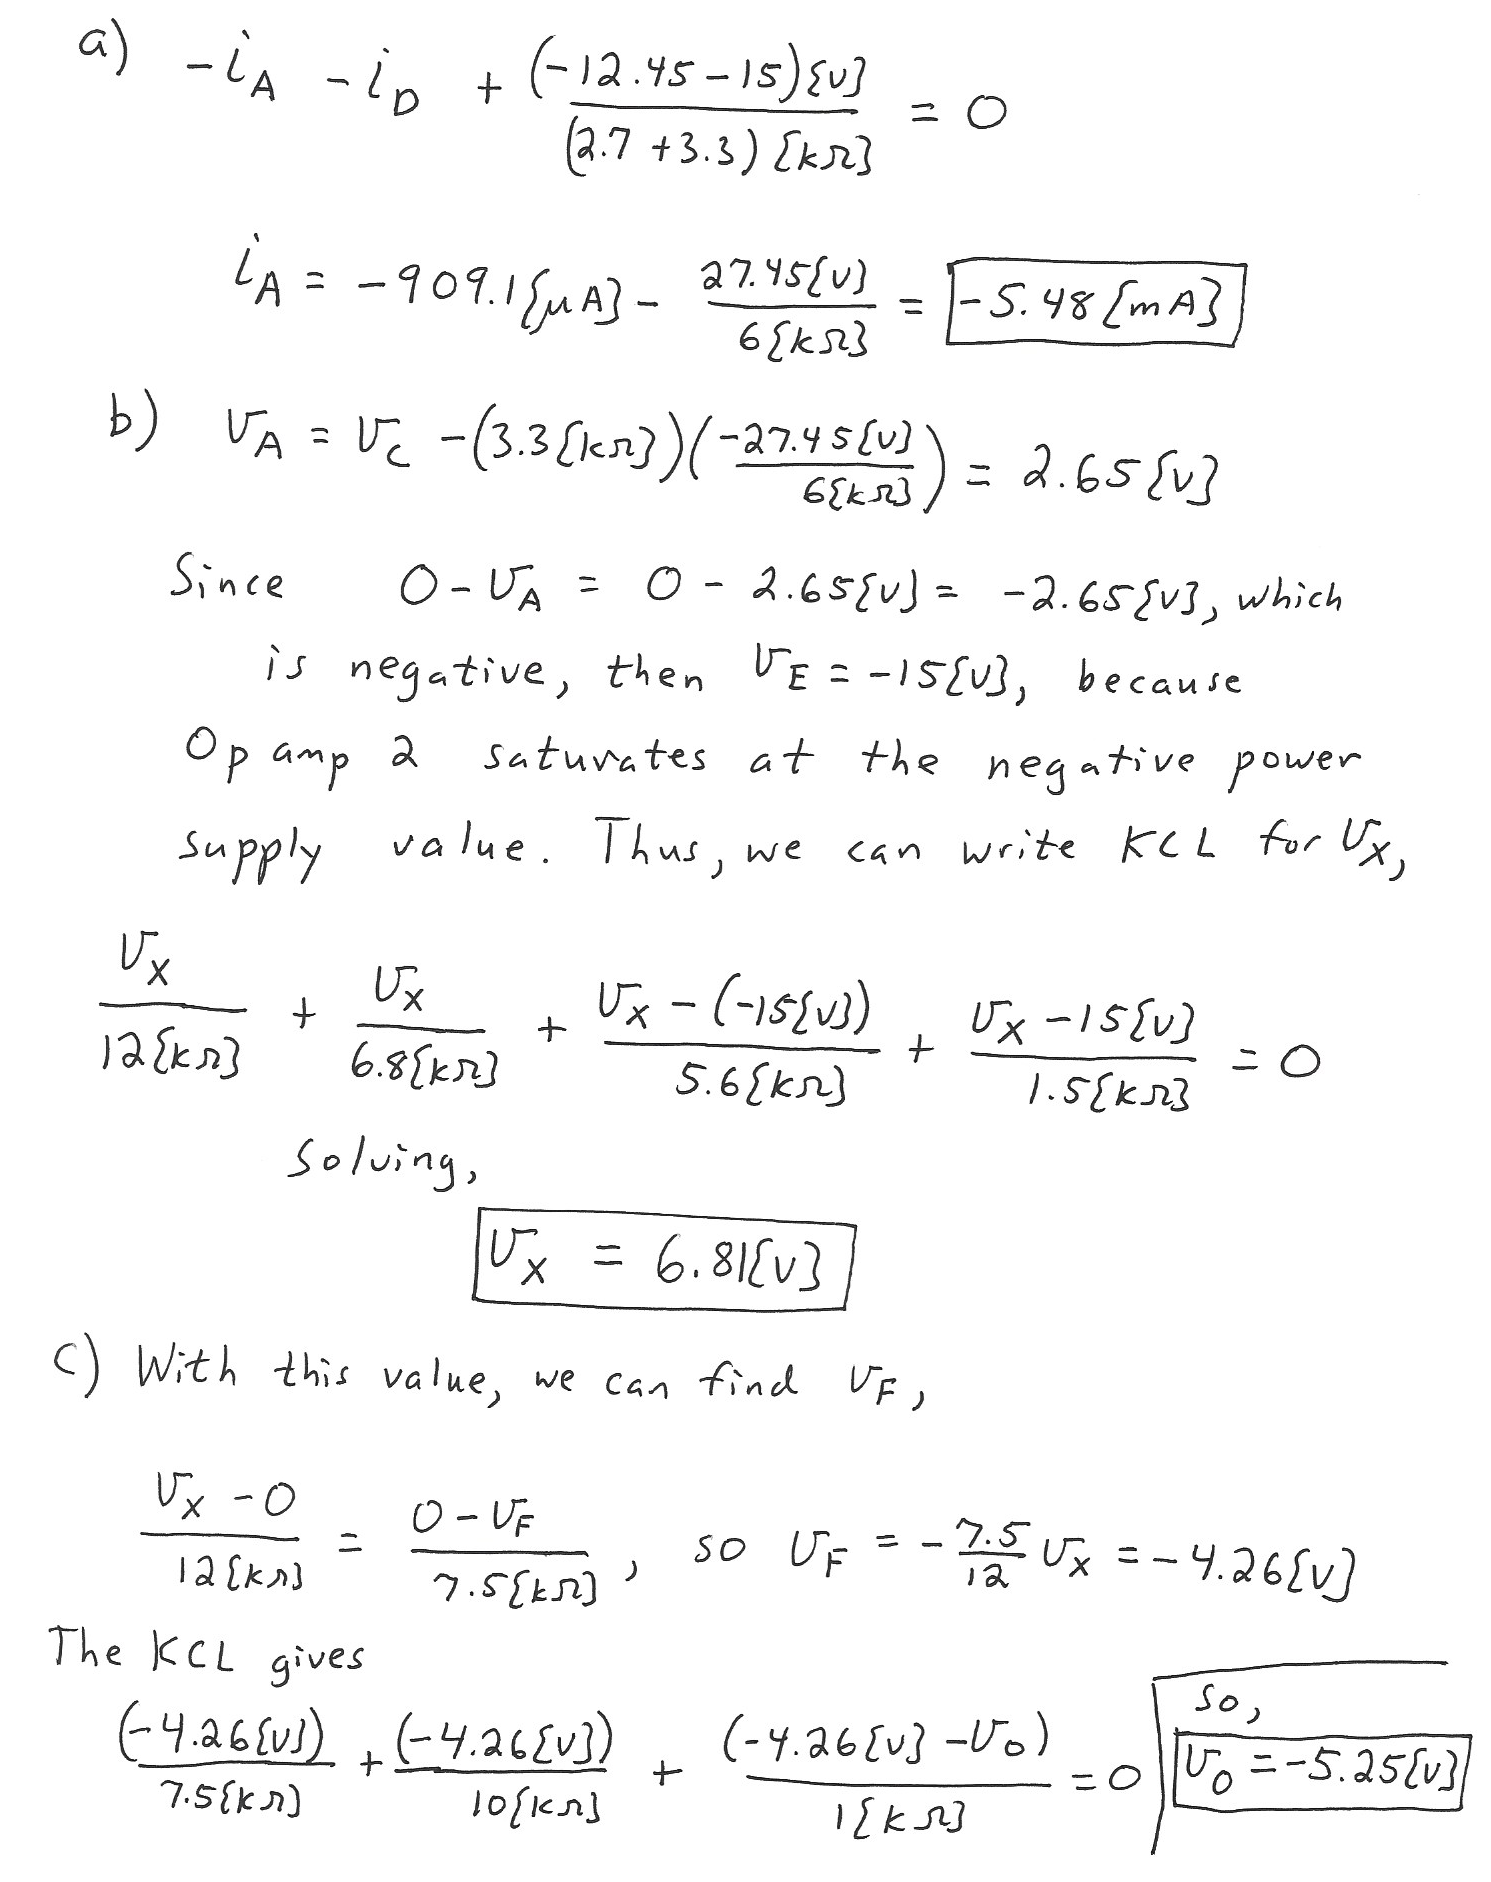 a) -i_A - i_D + (-12.45-15)[v] / (2.7+3.3)[kΩ] = 0
i_A = -909.1[μA] - 27.45[v] / 6[kΩ] = -5.48[mA]
b) v_A = v_C - (3.3[kΩ])(-27.45[v] / 6[kΩ]) = 2.65[v]
Since 0 - v_A = 0 - 2.65[v] = -2.65[v], which
is negative, then v_E = -15[v], because
Op amp 2 saturates at the negative power
supply value. Thus, we can write KCL for v_X,
v_X / 12[kΩ] + v_X / 6.8[kΩ] + v_X - (-15[v]) / 5.6[kΩ] + v_X - 15[v] / 1.5[kΩ] = 0
Solving,
v_X = 6.81[v]
c) With this value, we can find v_F,
v_X - 0 / 12[kΩ] = 0 - v_F / 7.5[kΩ], so v_F = - 7.5/12 v_X = -4.26[v]
The KCL gives
(-4.26[v]) / 7.5[kΩ] + (-4.26[v]) / 10[kΩ] + (-4.26[v] - v_o) / 1[kΩ] = 0
so,
v_o = -5.25[v]